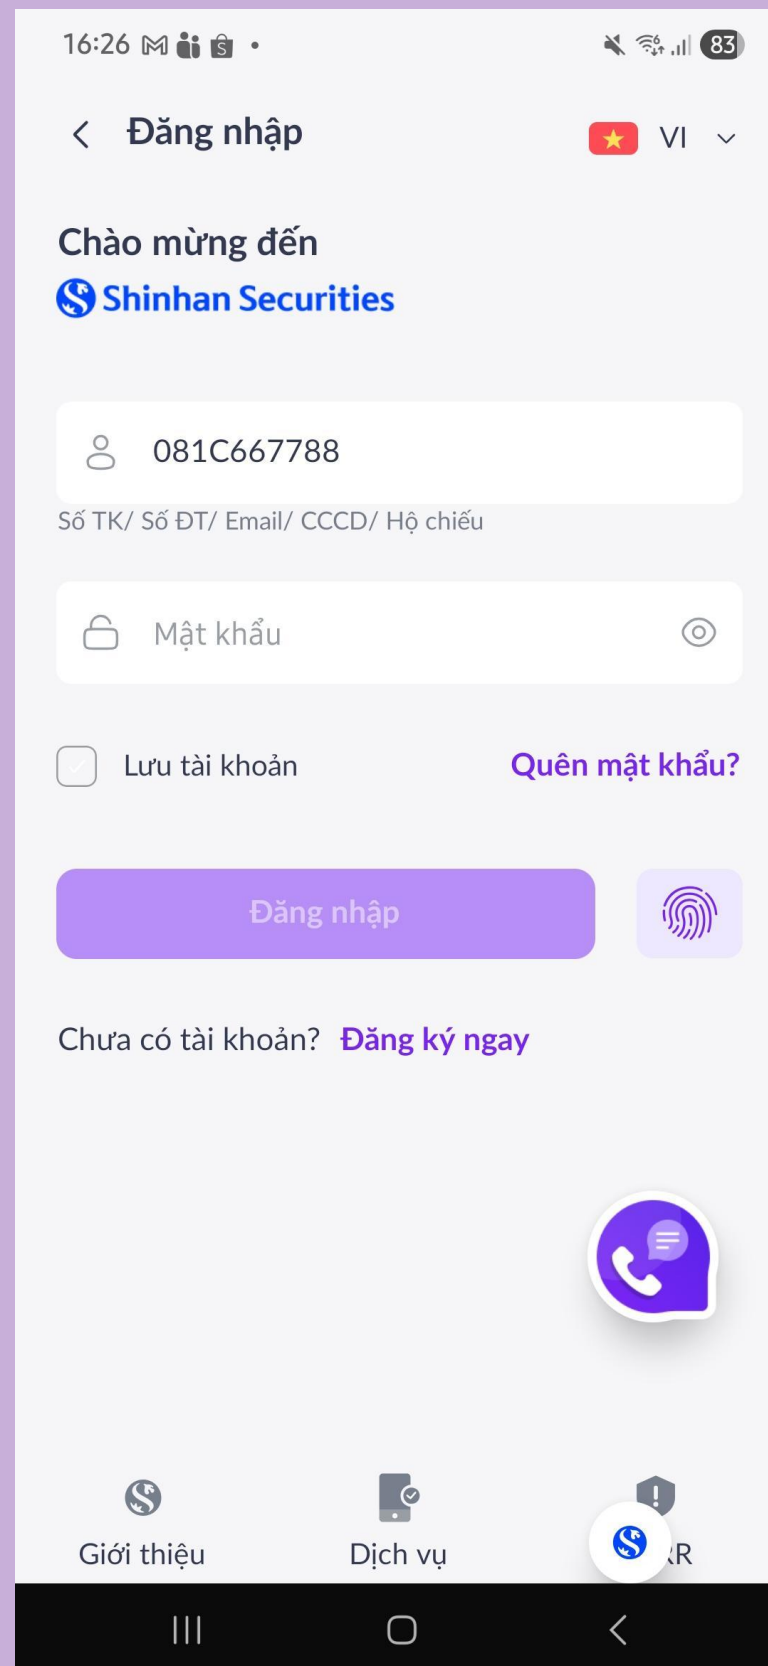 16:26
83
Đăng nhập
VI
Chào mừng đến
Shinhan Securities
081C667788
Số TK/ Số ĐT/ Email/ CCCD/ Hộ chiếu
Mật khẩu
Lưu tài khoản
Quên mật khẩu?
Đăng nhập
Chưa có tài khoản? Đăng ký ngay
Giới thiệu
Dịch vụ